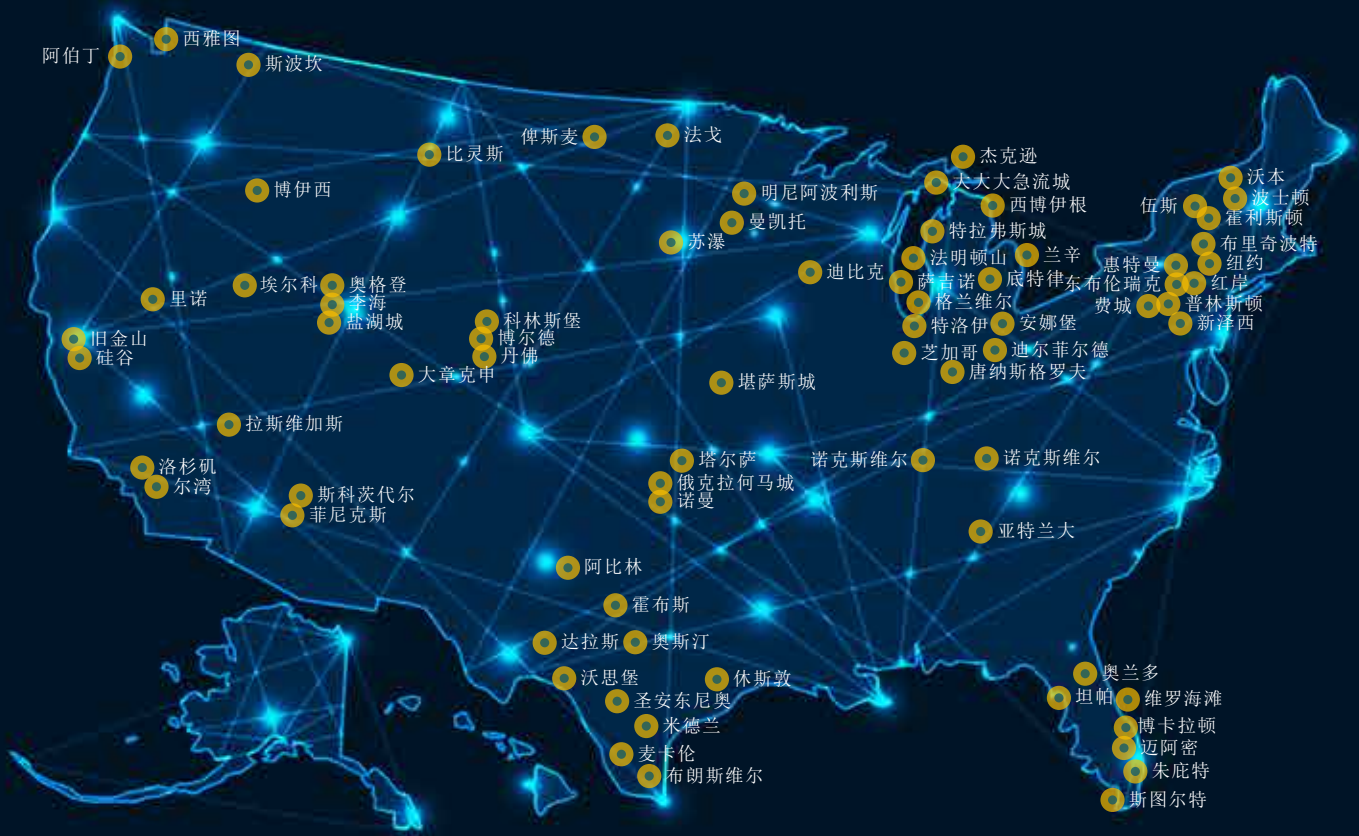 西雅图
阿伯丁
斯波坎
俾斯麦
法戈
比灵斯
杰克逊
大大大急流城
博伊西
明尼阿波利斯
西博伊根
沃本
波士顿
伍斯
霍利斯顿
曼凯托
特拉弗斯城
苏瀑
布里奇波特
法明顿山
兰辛
惠特曼
纽约
迪比克
萨吉诺
底特律
东布伦瑞克
红岸
埃尔科
奥格登
里诺
李海
格兰维尔
费城
普林斯顿
盐湖城
科林斯堡
特洛伊
安娜堡
新泽西
旧金山
博尔德
硅谷
丹佛
芝加哥
迪尔菲尔德
大章克申
堪萨斯城
唐纳斯格罗夫
拉斯维加斯
洛杉矶
塔尔萨
诺克斯维尔
诺克斯维尔
尔湾
俄克拉何马城
斯科茨代尔
诺曼
菲尼克斯
亚特兰大
阿比林
霍布斯
达拉斯
奥斯汀
沃思堡
休斯敦
奥兰多
圣安东尼奥
坦帕
维罗海滩
米德兰
博卡拉顿
麦卡伦
迈阿密
布朗斯维尔
朱庇特
斯图尔特